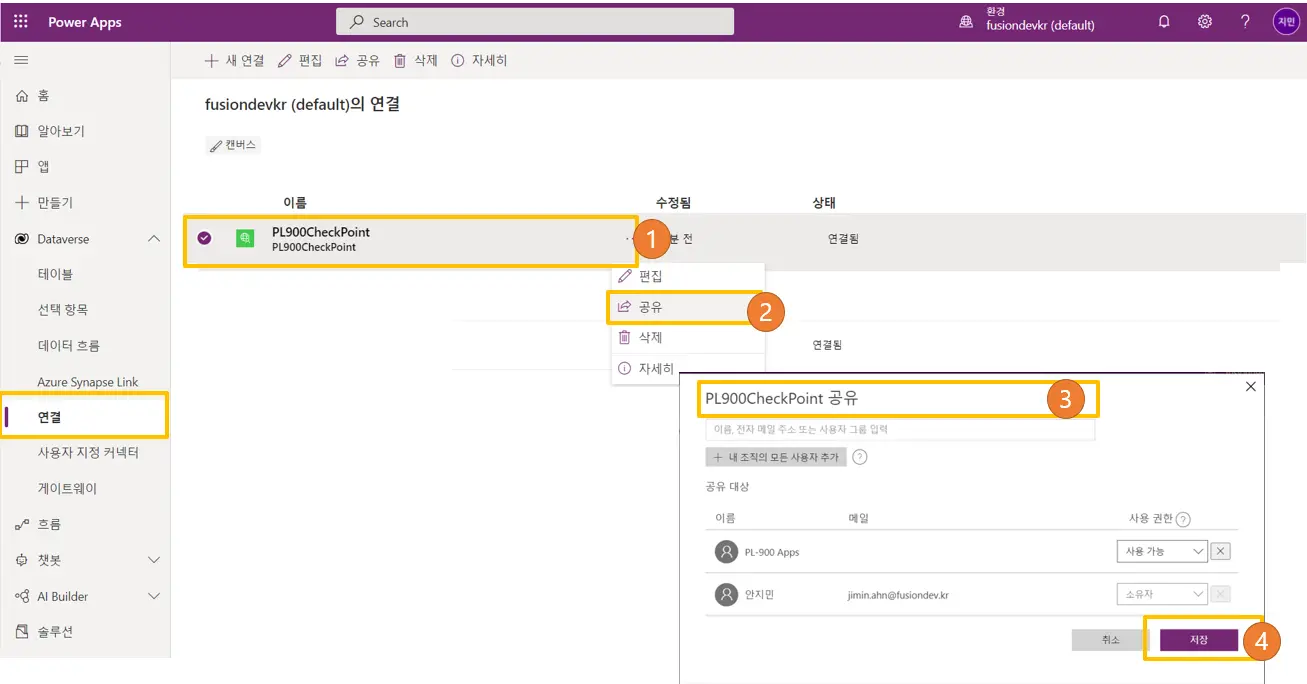 Power Apps
Search
환경
fusiondevkr (default)
지민
새 연결 편집 공유 삭제 자세히
홈
알아보기
앱
만들기
Dataverse
테이블
선택 항목
데이터 흐름
Azure Synapse Link
연결
사용자 지정 커넥터
게이트웨이
흐름
챗봇
AI Builder
솔루션
fusiondevkr (default)의 연결
캔버스
이름 수정됨 상태
PL900CheckPoint
PL900CheckPoint
1
분 전
연결됨
편집
공유
2
삭제
자세히
연결됨
PL900CheckPoint 공유
3
이름, 전자 메일 주소 또는 사용자 그룹 입력
내 조직의 모든 사용자 추가
공유 대상
이름 메일 사용 권한
PL-900 Apps 사용 가능
안지민 jimin.ahn@fusiondev.kr 소유자
취소 저장
4